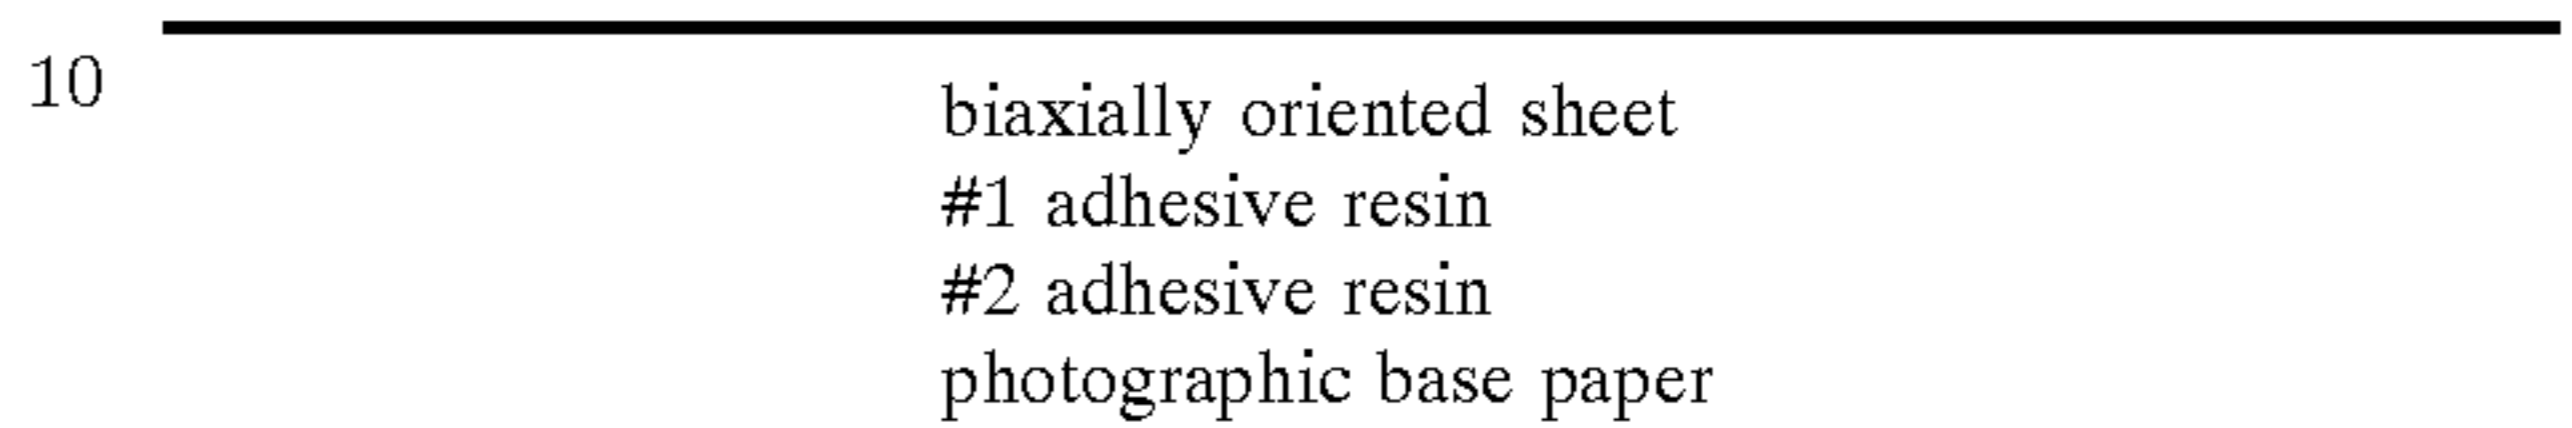 10
biaxially oriented sheet
#1 adhesive resin
#2 adhesive resin
photographic base paper